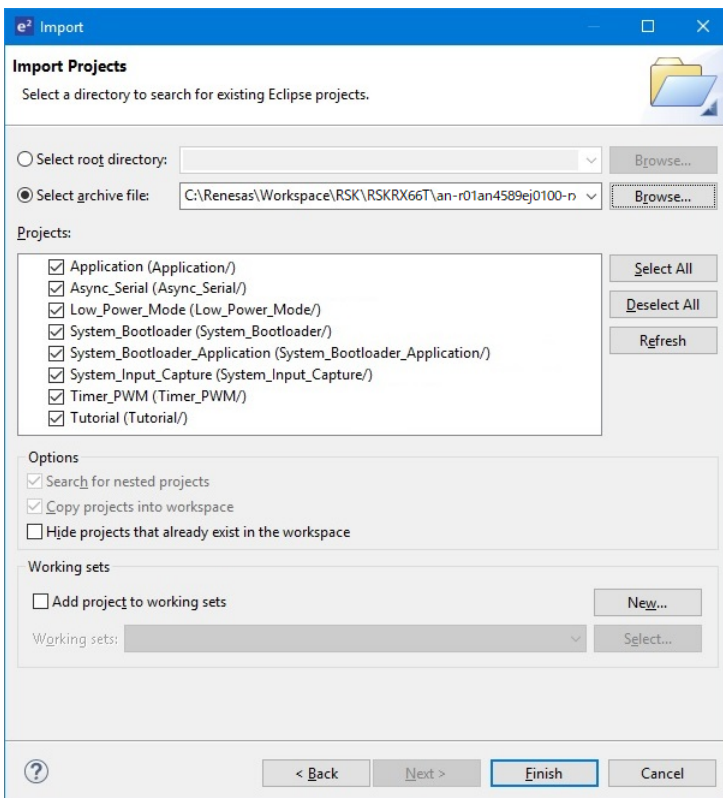 e² Import
Import Projects
Select a directory to search for existing Eclipse projects.
Select root directory:
Browse...
Select archive file:
C:\Renesas\Workspace\RSK\RSKRX66T\an-r01an4589ej0100-r
Browse...
Projects:
Application (Application/)
Async_Serial (Async_Serial/)
Low_Power_Mode (Low_Power_Mode/)
System_Bootloader (System_Bootloader/)
System_Bootloader_Application (System_Bootloader_Application/)
System_Input_Capture (System_Input_Capture/)
Timer_PWM (Timer_PWM/)
Tutorial (Tutorial/)
Select All
Deselect All
Refresh
Options
Search for nested projects
Copy projects into workspace
Hide projects that already exist in the workspace
Working sets
Add project to working sets
New...
Working sets:
Select...
?
< Back
Next >
Finish
Cancel